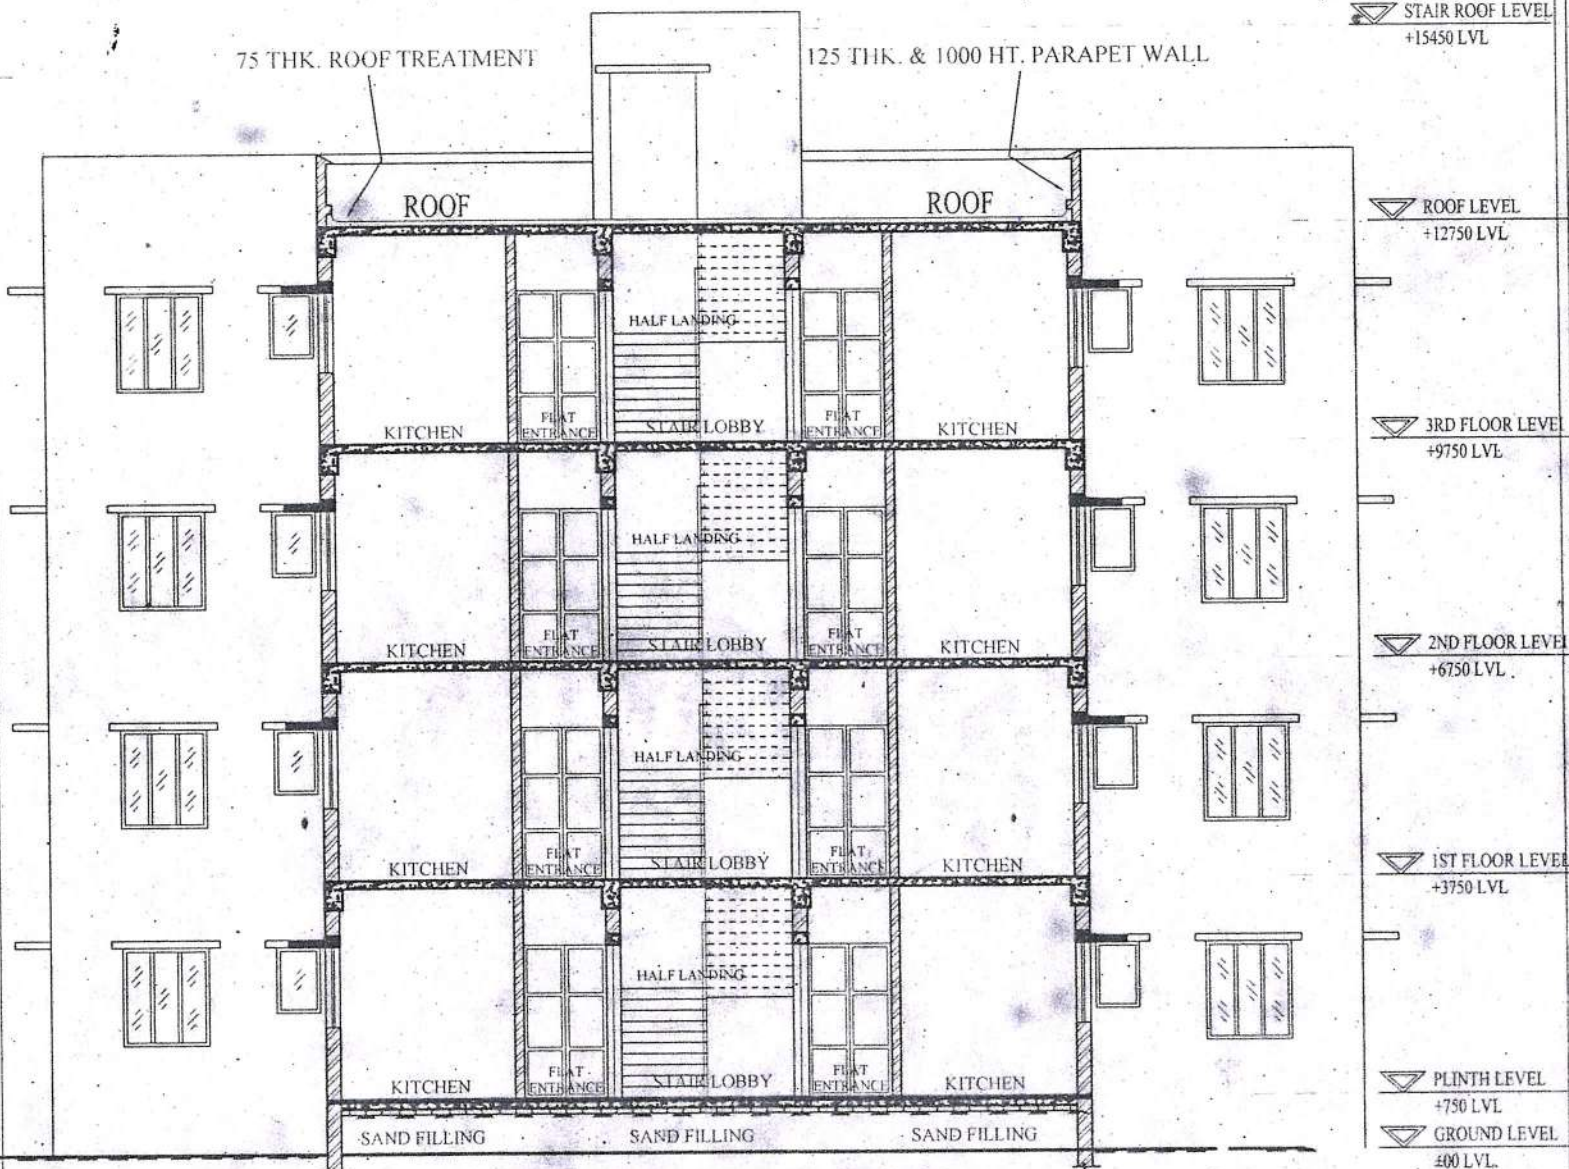 STAIR ROOF LEVEL
+15450 LVL
75 THK. ROOF TREATMENT
125 THK. & 1000 HT. PARAPET WALL
ROOF
ROOF
ROOF LEVEL
+12750 LVL
HALF LANDING
KITCHEN
FLAT
ENTRANCE
STAIR LOBBY
FLAT
ENTRANCE
KITCHEN
3RD FLOOR LEVEL
+9750 LVL
HALF LANDING
KITCHEN
FLAT
ENTRANCE
STAIR LOBBY
FLAT
ENTRANCE
KITCHEN
2ND FLOOR LEVEL
+6750 LVL
HALF LANDING
KITCHEN
FLAT
ENTRANCE
STAIR LOBBY
FLAT
ENTRANCE
KITCHEN
1ST FLOOR LEVEL
+3750 LVL
HALF LANDING
KITCHEN
FLAT
ENTRANCE
STAIR LOBBY
FLAT
ENTRANCE
KITCHEN
PLINTH LEVEL
+750 LVL
SAND FILLING
SAND FILLING
SAND FILLING
GROUND LEVEL
±00 LVL.